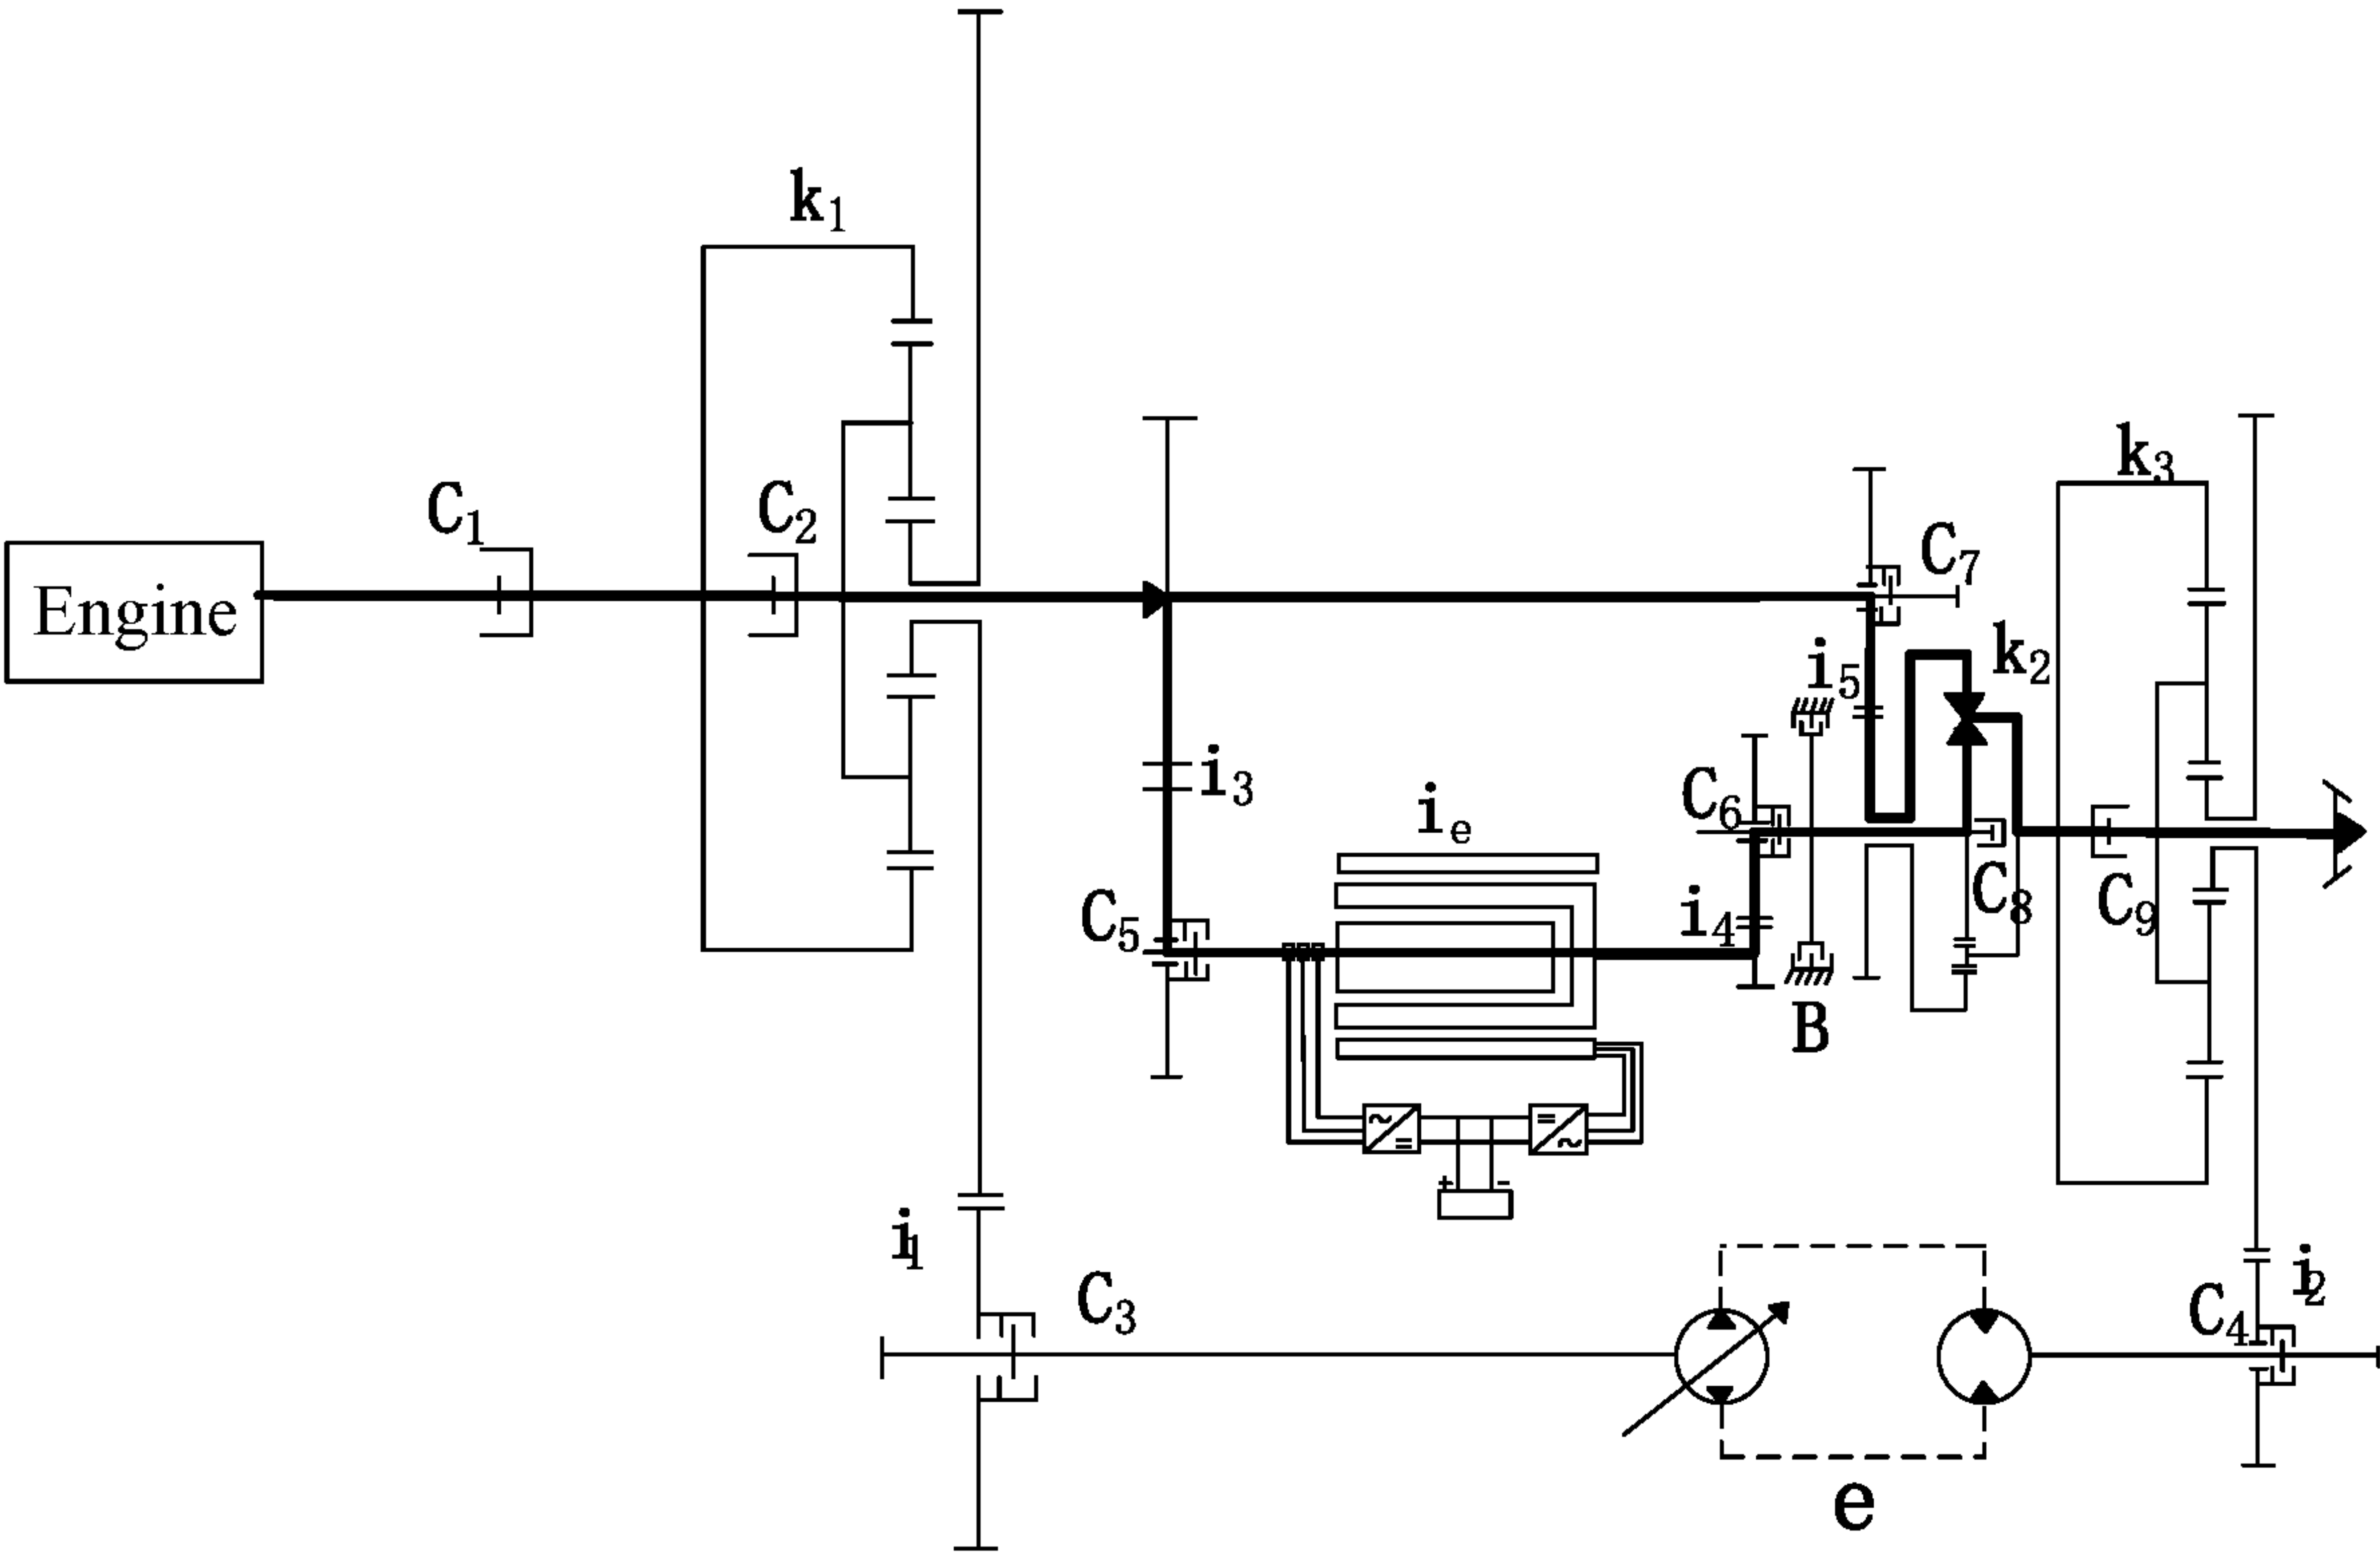 k1
k3
C1
C2
C7
Engine
i5
k2
i3
C6
ie
C5
i4
C8
C9
B
+ -
i1
C3
i2
C4
e